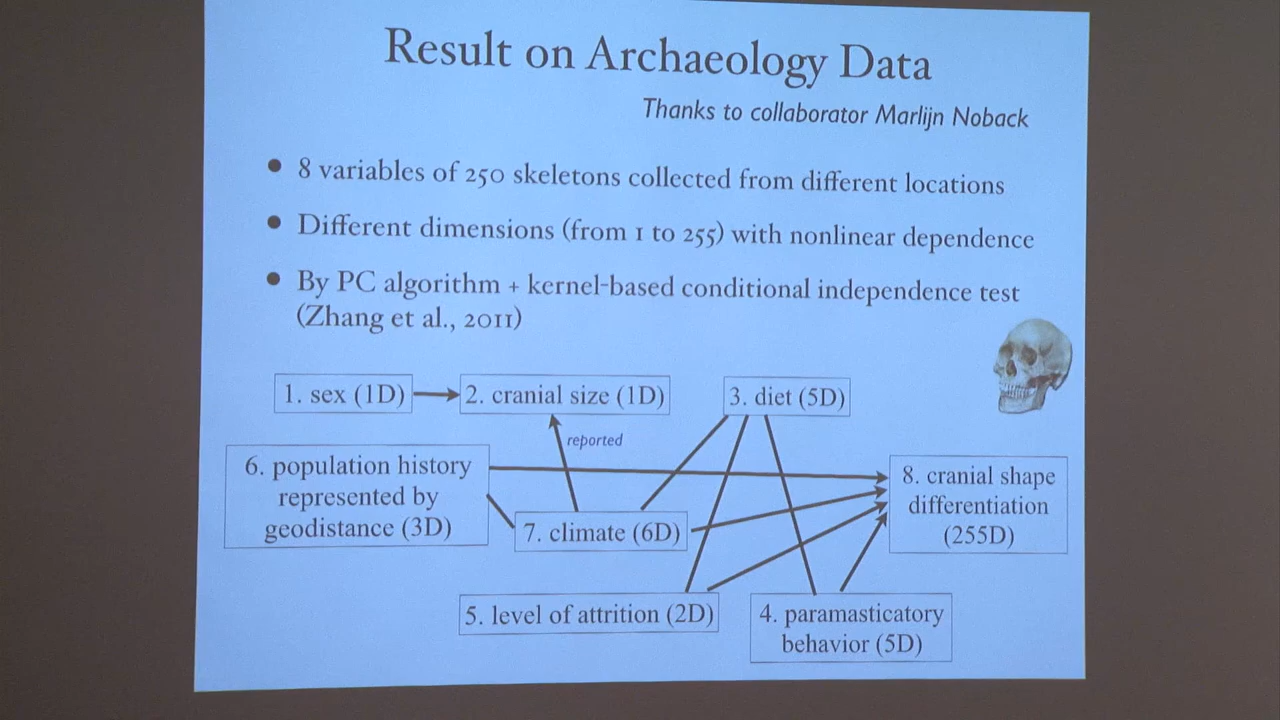 Result on Archaeology Data
Thanks to collaborator Marlijn Noback
• 8 variables of 250 skeletons collected from different locations
• Different dimensions (from 1 to 255) with nonlinear dependence
• By PC algorithm + kernel-based conditional independence test
(Zhang et al., 2011)
1. sex (1D)
2. cranial size (1D)
3. diet (5D)
reported
6. population history
represented by
geodistance (3D)
7. climate (6D)
8. cranial shape
differentiation
(255D)
5. level of attrition (2D)
4. paramasticatory
behavior (5D)